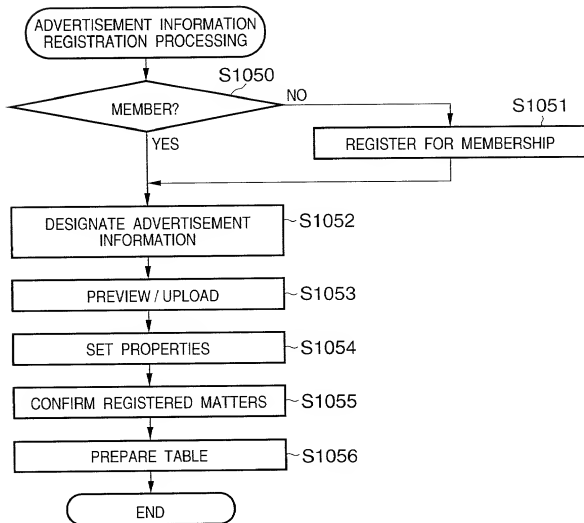 ADVERTISEMENT INFORMATION
REGISTRATION PROCESSING
S1050
MEMBER?
NO
S1051
YES
REGISTER FOR MEMBERSHIP
DESIGNATE ADVERTISEMENT
INFORMATION
S1052
PREVIEW / UPLOAD
S1053
SET PROPERTIES
S1054
CONFIRM REGISTERED MATTERS
S1055
PREPARE TABLE
S1056
END